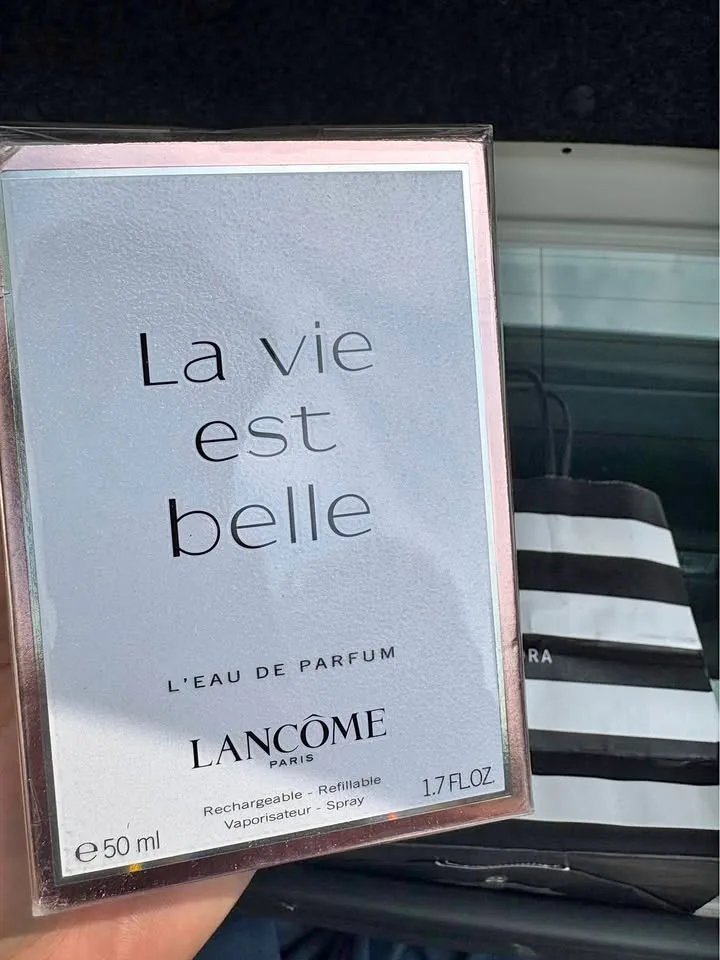 La vie
est
belle
L'EAU DE PARFUM
LANCÔME
PARIS
Rechargeable - Refillable
Vaporisateur - Spray
1.7 FL.OZ.
℮ 50 ml
RA